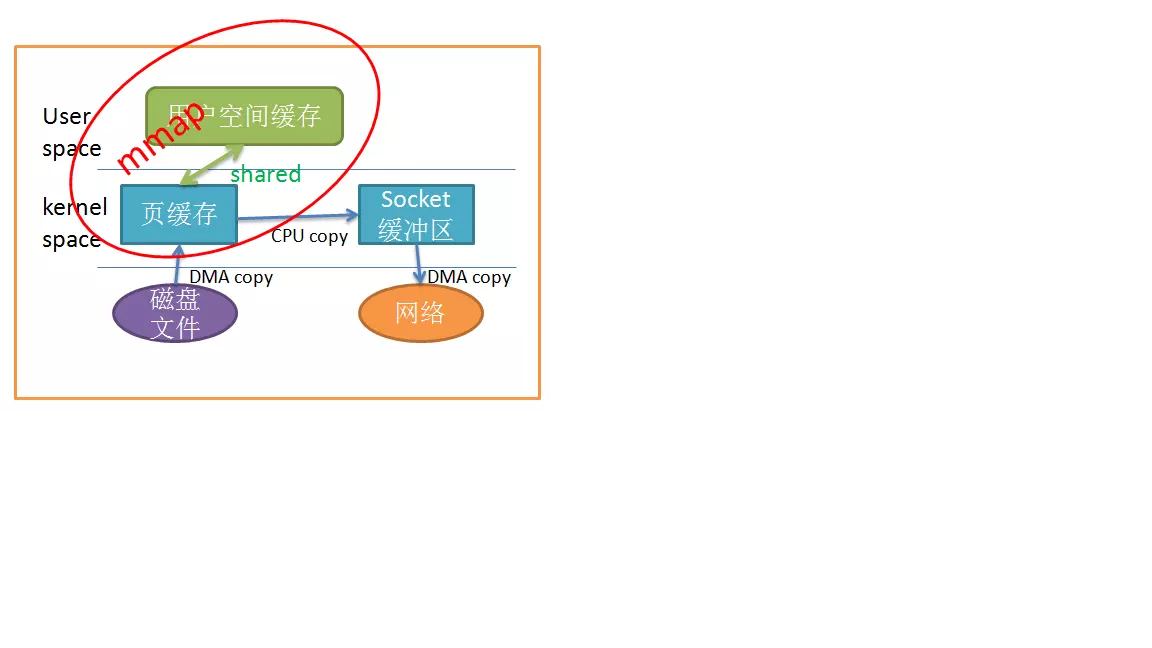 User
space
用户空间缓存
mmap
shared
kernel
space
页缓存
Socket
缓冲区
CPU copy
DMA copy
DMA copy
磁盘
文件
网络